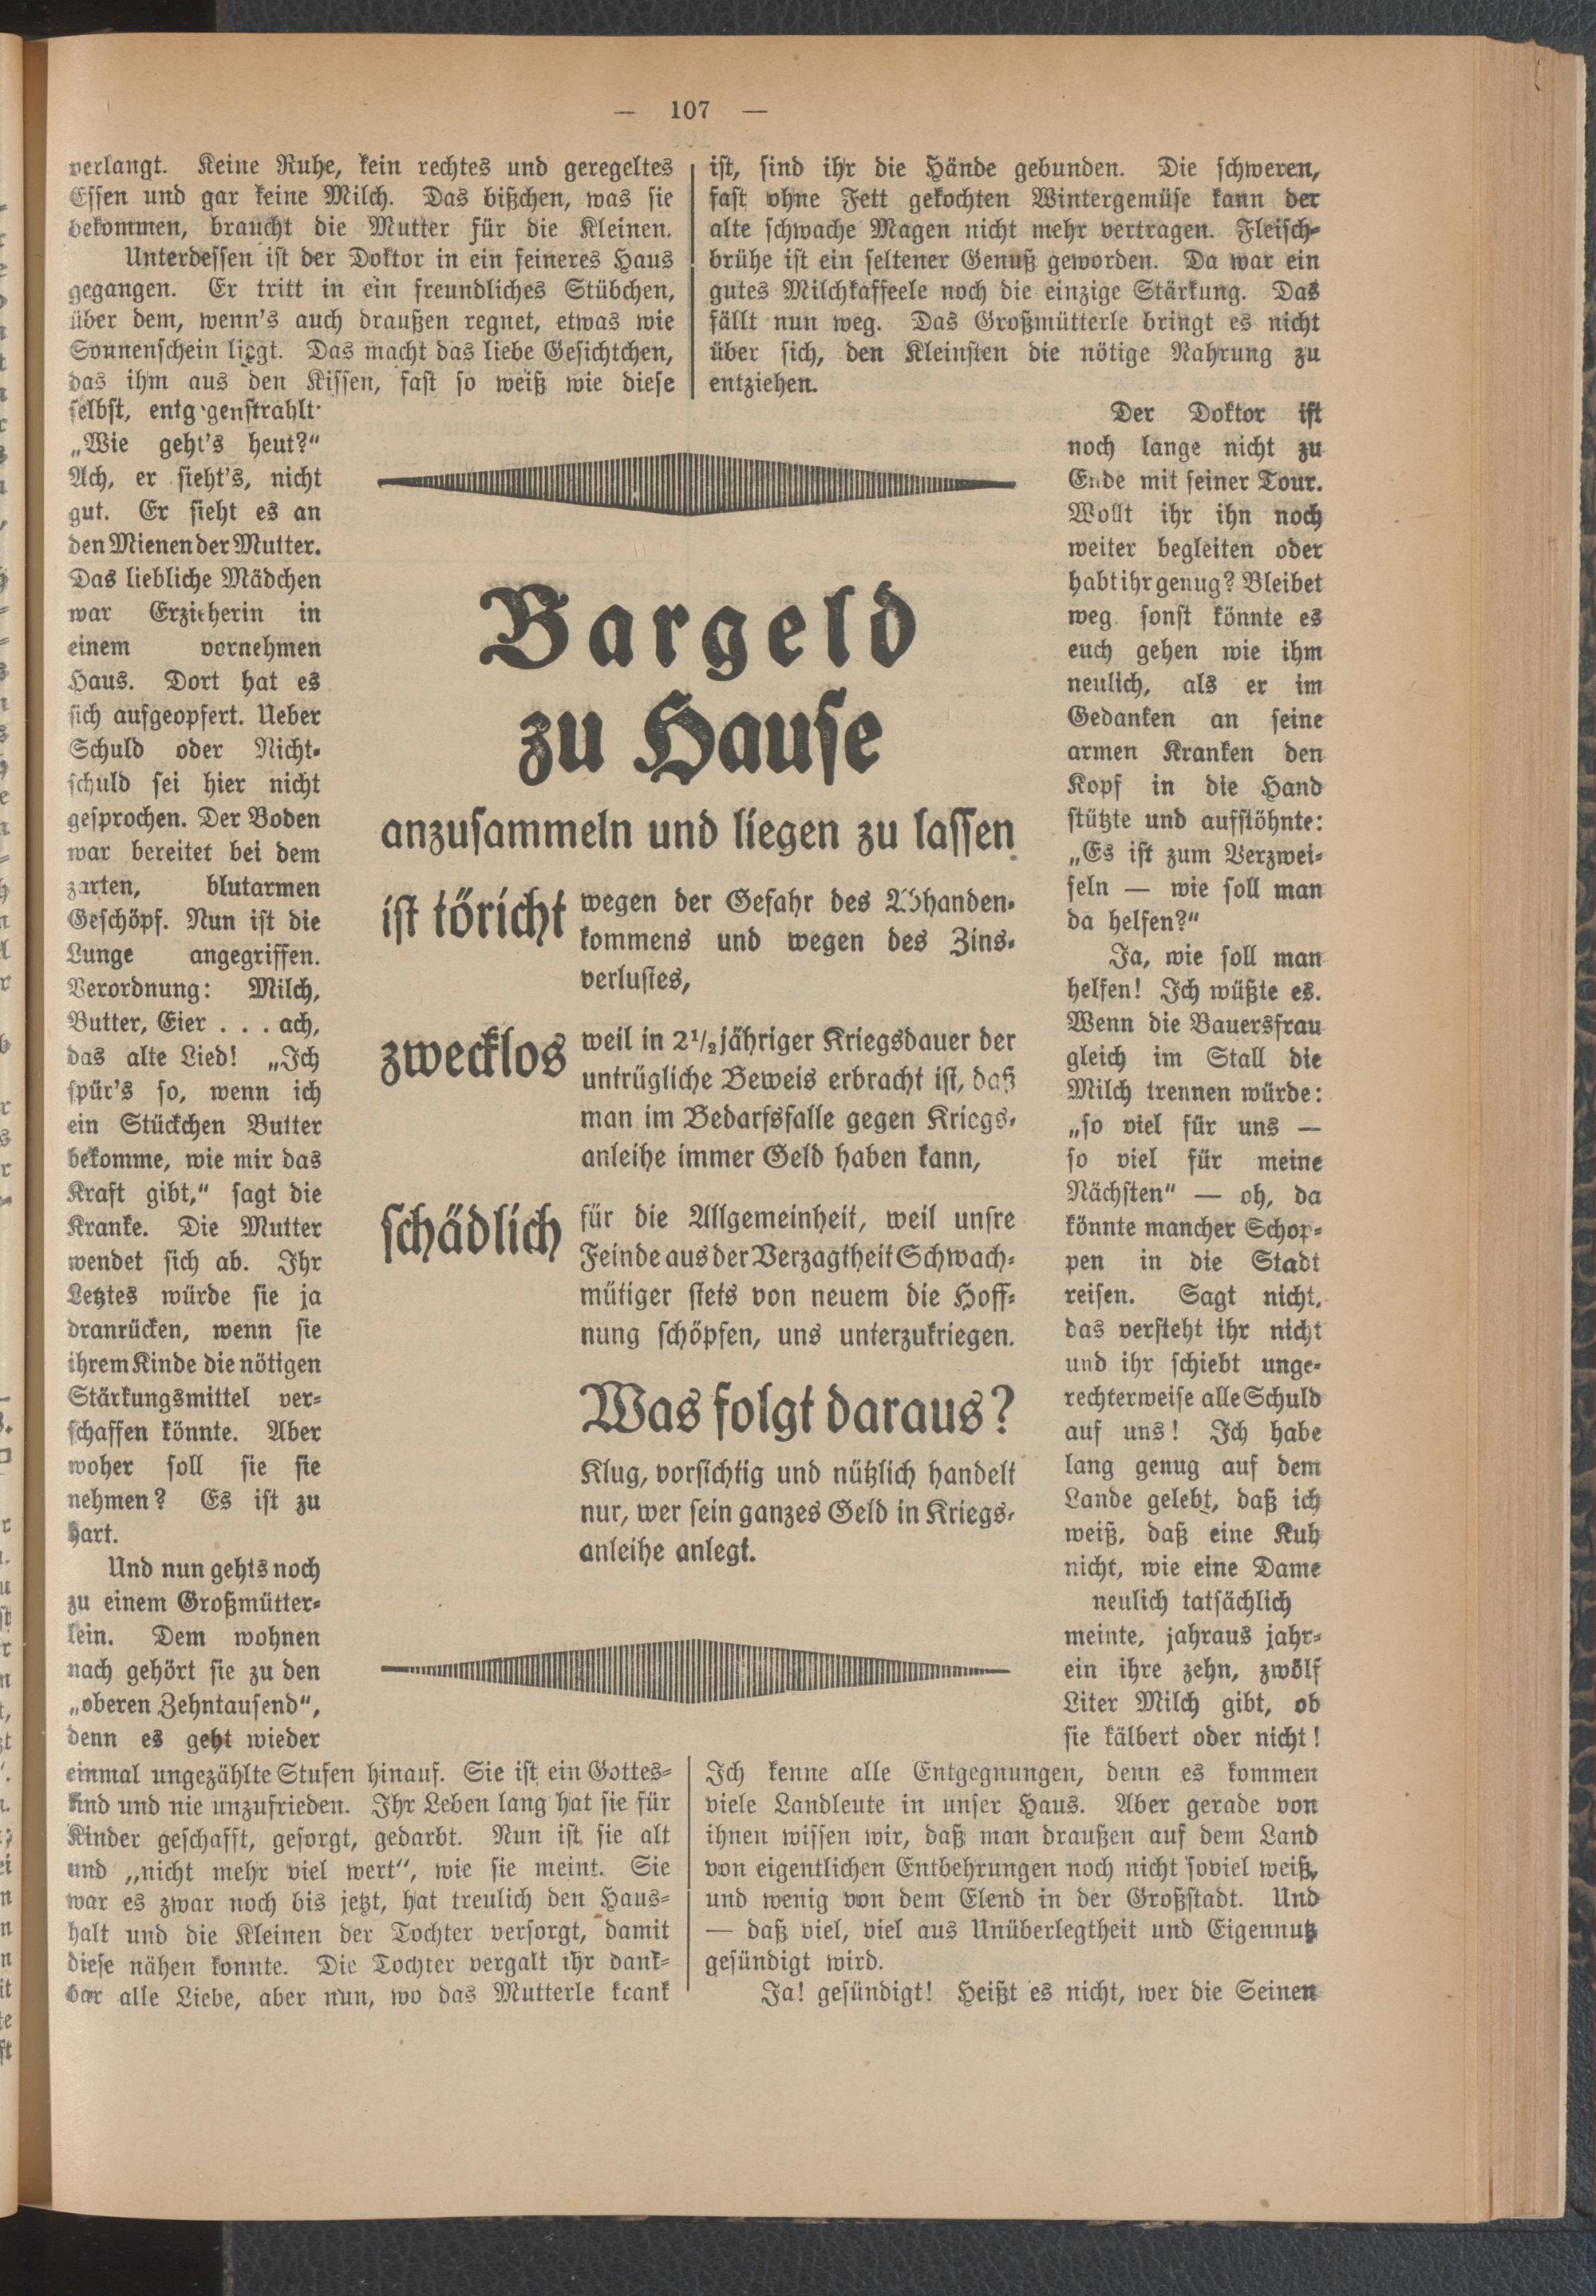 — 107 —
verlangt. Keine Ruhe, kein rechtes und geregeltes
Essen und gar keine Milch. Das bißchen, was sie
bekommen, braucht die Mutter für die Kleinen.
Unterdessen ist der Doktor in ein feineres Haus
gegangen. Er tritt in ein freundliches Stübchen,
über dem, wenn's auch draußen regnet, etwas wie
Sonnenschein liegt. Das macht das liebe Gesichtchen,
das ihm aus den Kissen, fast so weiß wie diese
selbst, entg'genstrahlt·
„Wie geht's heut?"
Ach, er sieht's, nicht
gut. Er sieht es an
den Mienen der Mutter.
Das liebliche Mädchen
war Erzieherin in
einem vornehmen
Haus. Dort hat es
sich aufgeopfert. Ueber
Schuld oder Nicht-
schuld sei hier nicht
gesprochen. Der Boden
war bereitet bei dem
zarten, blutarmen
Geschöpf. Nun ist die
Lunge angegriffen.
Verordnung: Milch,
Butter, Eier . . . ach,
das alte Lied! „Ich
spür's so, wenn ich
ein Stückchen Butter
bekomme, wie mir das
Kraft gibt," sagt die
Kranke. Die Mutter
wendet sich ab. Ihr
Letztes würde sie ja
dranrücken, wenn sie
ihrem Kinde die nötigen
Stärkungsmittel ver-
schaffen könnte. Aber
woher soll sie sie
nehmen? Es ist zu
hart.
Und nun gehts noch
zu einem Großmütter-
lein. Dem wohnen
nach gehört sie zu den
„oberen Zehntausend",
denn es geht wieder
einmal ungezählte Stufen hinauf. Sie ist ein Gottes-
kind und nie unzufrieden. Ihr Leben lang hat sie für
Kinder geschafft, gesorgt, gedarbt. Nun ist sie alt
und „nicht mehr viel wert", wie sie meint. Sie
war es zwar noch bis jetzt, hat treulich den Haus-
halt und die Kleinen der Tochter versorgt, damit
diese nähen konnte. Die Tochter vergalt ihr dank-
bar alle Liebe, aber nun, wo das Mutterle krank
ist, sind ihr die Hände gebunden. Die schweren,
fast ohne Fett gekochten Wintergemüse kann der
alte schwache Magen nicht mehr vertragen. Fleisch-
brühe ist ein seltener Genuß geworden. Da war ein
gutes Milchkaffeele noch die einzige Stärkung. Das
fällt nun weg. Das Großmütterle bringt es nicht
über sich, den Kleinsten die nötige Nahrung zu
entziehen.
Der Doktor ist
noch lange nicht zu
Ende mit seiner Tour.
Wollt ihr ihn noch
weiter begleiten oder
habt ihr genug? Bleibet
weg sonst könnte es
euch gehen wie ihm
neulich, als er im
Gedanken an seine
armen Kranken den
Kopf in die Hand
stützte und aufstöhnte:
„Es ist zum Verzwei-
feln — wie soll man
da helfen?"
Ja, wie soll man
helfen! Ich wüßte es.
Wenn die Bauersfrau
gleich im Stall die
Milch trennen würde:
„so viel für uns —
so viel für meine
Nächsten" — oh, da
könnte mancher Schop-
pen in die Stadt
reisen. Sagt nicht,
das versteht ihr nicht
und ihr schiebt unge-
rechterweise alle Schuld
auf uns! Ich habe
lang genug auf dem
Lande gelebt, daß ich
weiß, daß eine Kuh
nicht, wie eine Dame
neulich tatsächlich
meinte, jahraus jahr-
ein ihre zehn, zwölf
Liter Milch gibt, ob
sie kälbert oder nicht!
Ich kenne alle Entgegnungen, denn es kommen
viele Landleute in unser Haus. Aber gerade von
ihnen wissen wir, daß man draußen auf dem Land
von eigentlichen Entbehrungen noch nicht soviel weiß,
und wenig von dem Elend in der Großstadt. Und
— daß viel, viel aus Unüberlegtheit und Eigennutz
gesündigt wird.
Ja! gesündigt! Heißt es nicht, wer die Seinen
Bargeld
zu Hause
anzusammeln und liegen zu lassen
ist töricht wegen der Gefahr des Abhanden-
kommens und wegen des Zins-
verlustes,
zwecklos weil in 2½jähriger Kriegsdauer der
untrügliche Beweis erbracht ist, daß
man im Bedarfsfalle gegen Kriegs-
anleihe immer Geld haben kann,
schädlich für die Allgemeinheit, weil unsre
Feinde aus der Verzagtheit Schwach-
mütiger stets von neuem die Hoff-
nung schöpfen, uns unterzukriegen.
Was folgt daraus?
Klug, vorsichtig und nützlich handelt
nur, wer sein ganzes Geld in Kriegs-
anleihe anlegt.